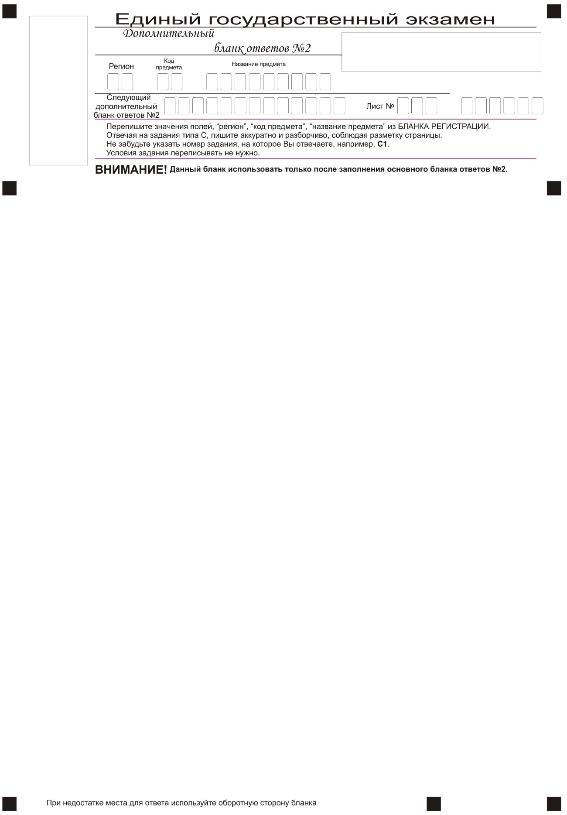 Единый государственный экзамен
Дополнительный
бланк ответов №2
Регион
Код
предмета
Название предмета
Следующий
дополнительный
бланк ответов №2
Лист №
Перепишите значения полей, "регион", "код предмета", "название предмета" из БЛАНКА РЕГИСТРАЦИИ.
Отвечая на задания типа С, пишите аккуратно и разборчиво, соблюдая разметку страницы.
Не забудьте указать номер задания, на которое Вы отвечаете, например, С1.
Условия задания переписывать не нужно.
ВНИМАНИЕ! Данный бланк использовать только после заполнения основного бланка ответов №2.
При недостатке места для ответа используйте оборотную сторону бланка